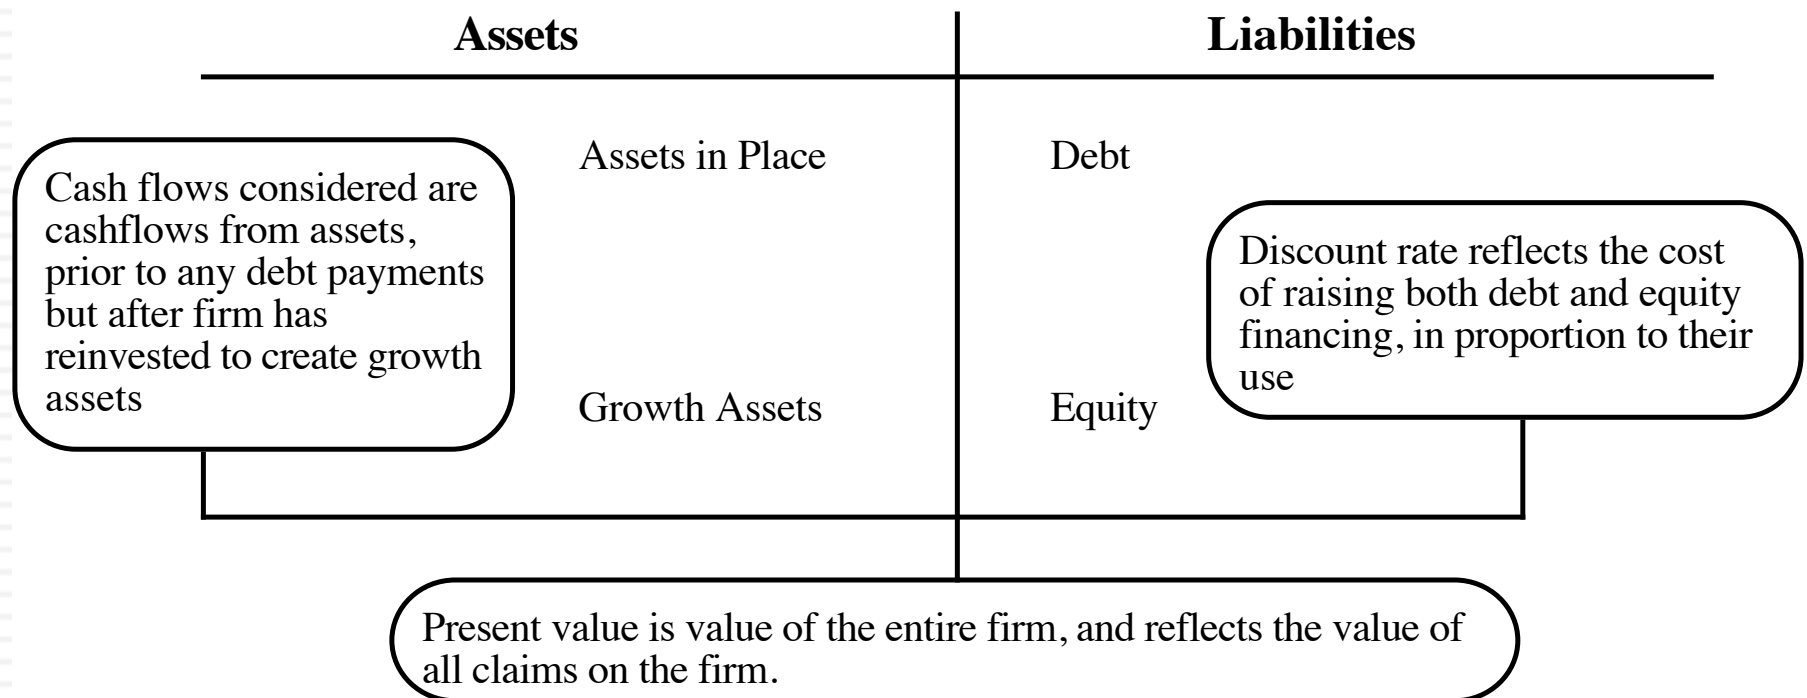 Assets
Liabilities
Assets in Place
Debt
Cash flows considered are
cashflows from assets,
prior to any debt payments
but after firm has
reinvested to create growth
assets
Discount rate reflects the cost
of raising both debt and equity
financing, in proportion to their
use
Growth Assets
Equity
Present value is value of the entire firm, and reflects the value of
all claims on the firm.